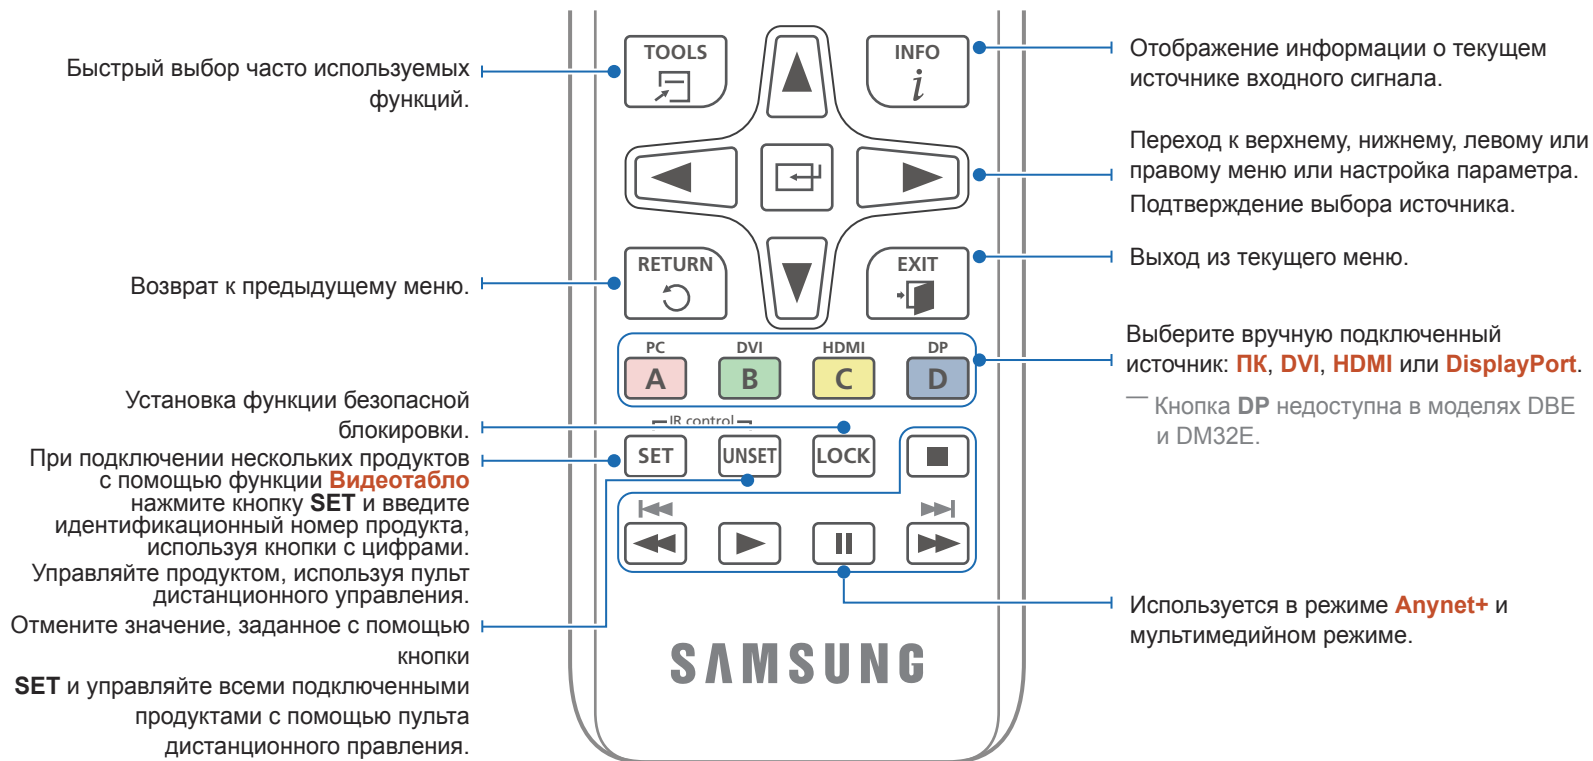 Быстрый выбор часто используемых
функций.
Возврат к предыдущему меню.
Установка функции безопасной
блокировки.
При подключении нескольких продуктов
с помощью функции Видеотабло
нажмите кнопку SET и введите
идентификационный номер продукта,
используя кнопки с цифрами.
Управляйте продуктом, используя пульт
дистанционного управления.
Отмените значение, заданное с помощью
кнопки
SET и управляйте всеми подключенными
продуктами с помощью пульта
дистанционного правления.
TOOLS
INFO
i
RETURN
EXIT
PC DVI HDMI DP
A B C D
IR control
SET UNSET LOCK
SAMSUNG
Отображение информации о текущем
источнике входного сигнала.
Переход к верхнему, нижнему, левому или
правому меню или настройка параметра.
Подтверждение выбора источника.
Выход из текущего меню.
Выберите вручную подключенный
источник: ПК, DVI, HDMI или DisplayPort.
― Кнопка DP недоступна в моделях DBE
и DM32E.
Используется в режиме Anynet+ и
мультимедийном режиме.